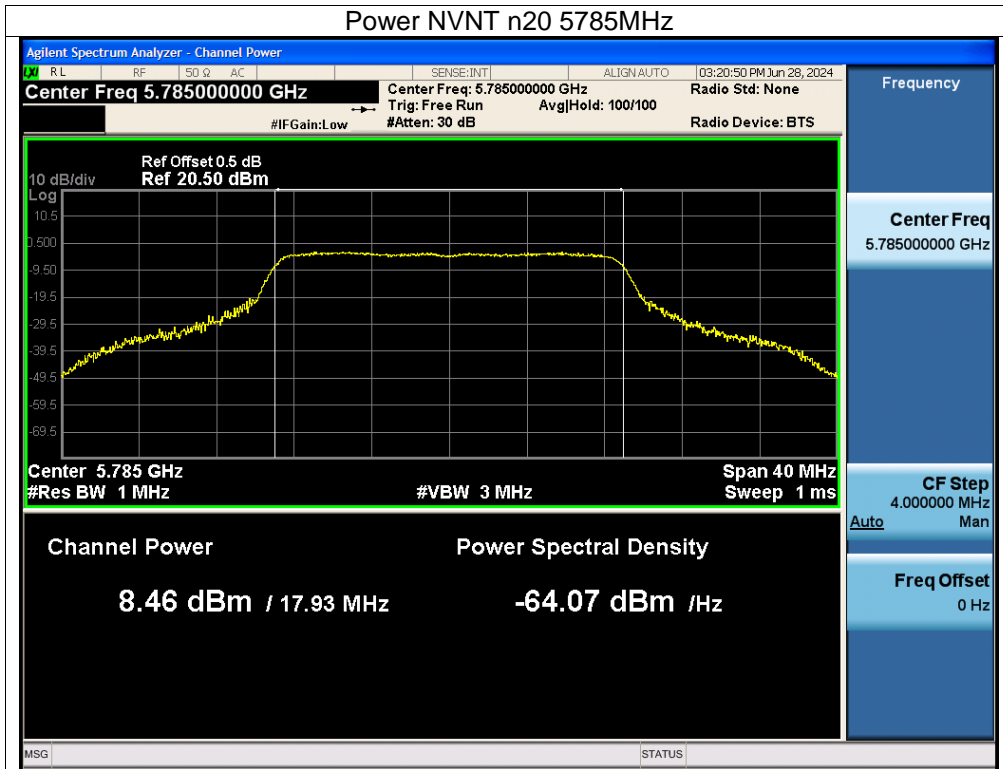 Power NVNT n20 5785MHz
Agilent Spectrum Analyzer - Channel Power
LXI RL RF 50 Ω AC SENSE:INT ALIGN AUTO 03:20:50 PM Jun 28, 2024
Center Freq 5.785000000 GHz
Center Freq: 5.785000000 GHz
Radio Std: None
Trig: Free Run Avg|Hold: 100/100
#IFGain:Low
#Atten: 30 dB
Radio Device: BTS
Ref Offset 0.5 dB
10 dB/div Ref 20.50 dBm
Log
10.5
0.500
-9.50
-19.5
-29.5
-39.5
-49.5
-59.5
-69.5
Center 5.785 GHz Span 40 MHz
#Res BW 1 MHz #VBW 3 MHz Sweep 1 ms
Channel Power Power Spectral Density
8.46 dBm / 17.93 MHz -64.07 dBm /Hz
Frequency
Center Freq
5.785000000 GHz
CF Step
4.000000 MHz
Auto Man
Freq Offset
0 Hz
MSG STATUS